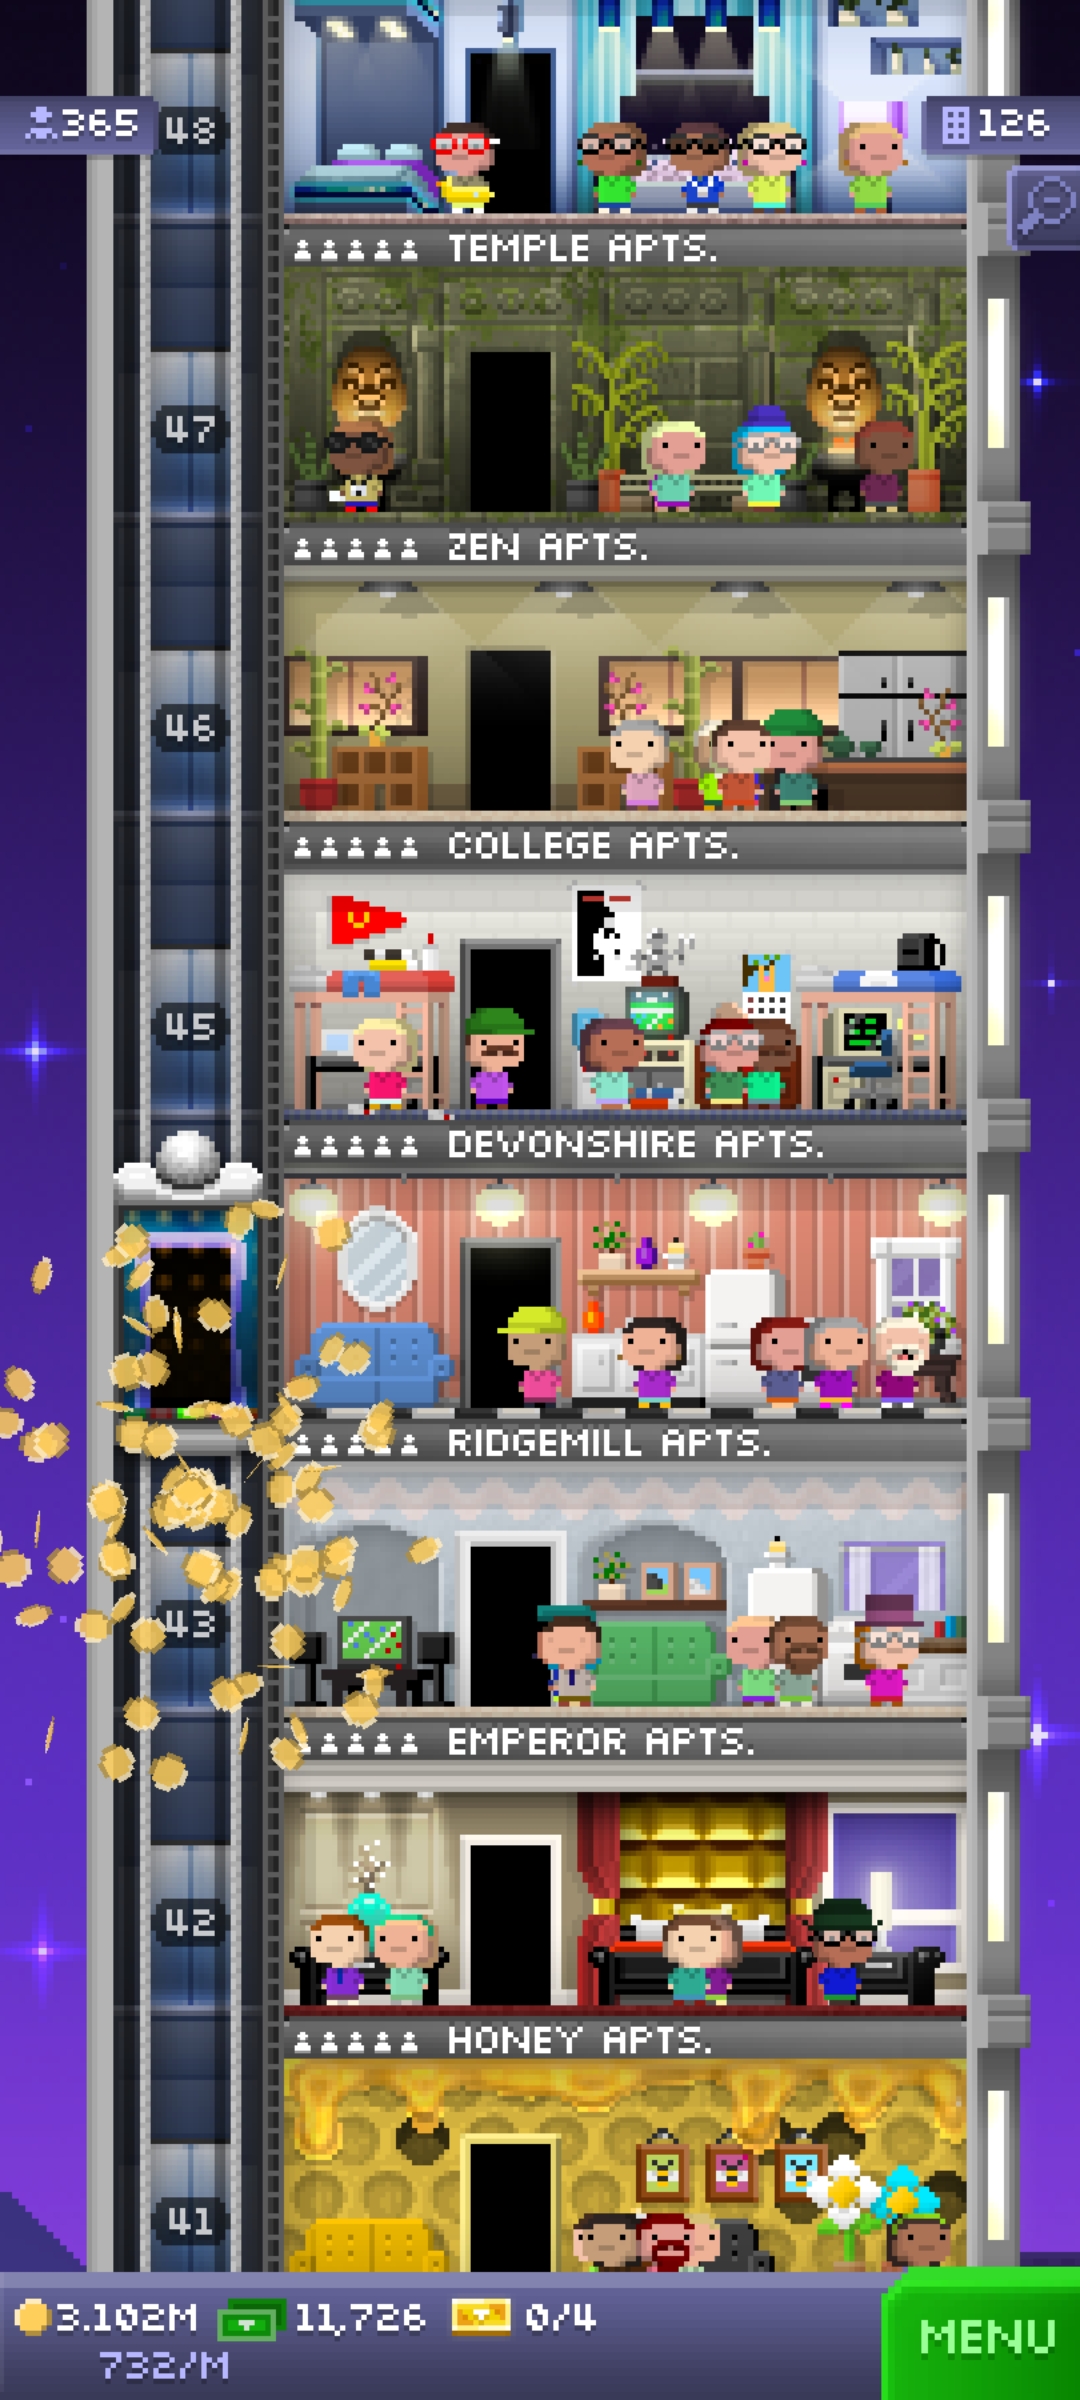 365
48
126
TEMPLE APTS.
47
ZEN APTS.
46
COLLEGE APTS.
45
DEVONSHIRE APTS.
RIDGEMILL APTS.
43
EMPEROR APTS.
42
HONEY APTS.
41
3.102M 11,726 0/4
732/M
MENU